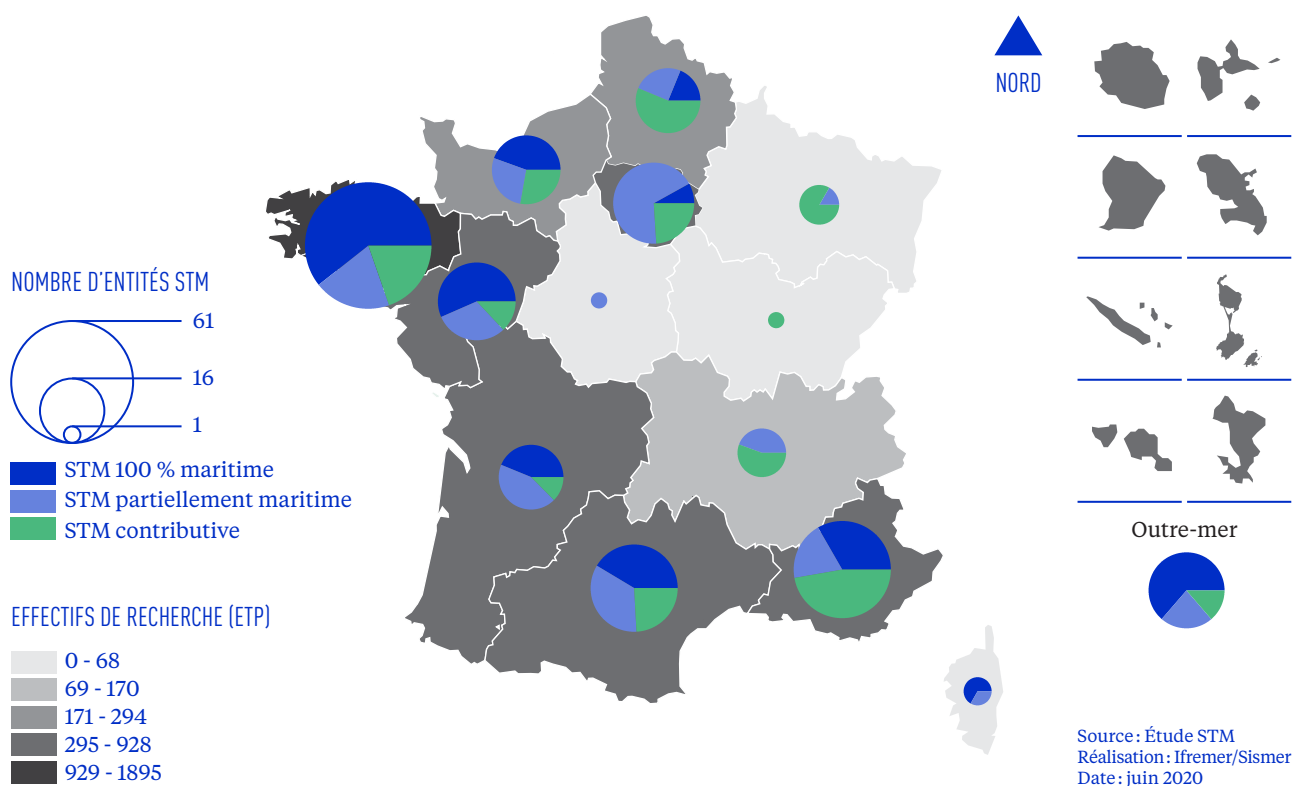 NORD
NOMBRE D'ENTITÉS STM
61
16
1
STM 100 % maritime
STM partiellement maritime
STM contributive
EFFECTIFS DE RECHERCHE (ETP)
0 - 68
69 - 170
171 - 294
295 - 928
929 - 1895
Outre-mer
Source : Étude STM
Réalisation : Ifremer/Sismer
Date : juin 2020